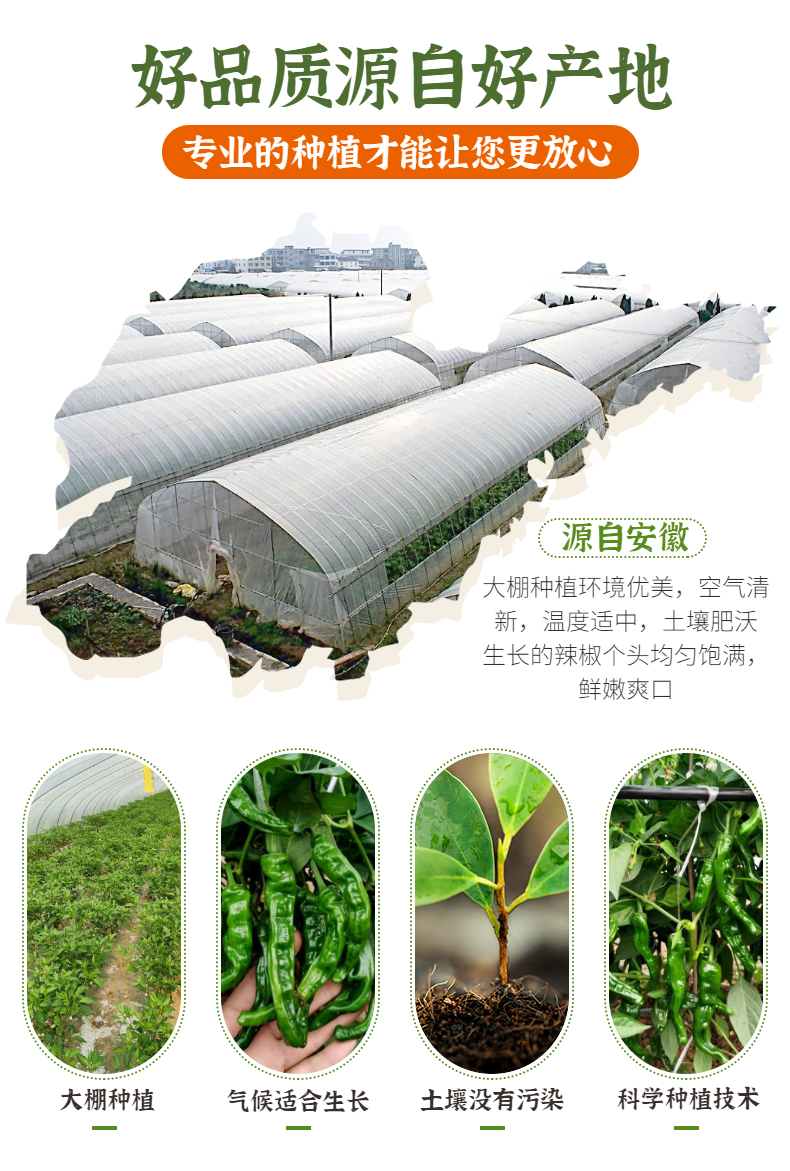 好品质源自好产地
专业的种植才能让您更放心
源自安徽
大棚种植环境优美，空气清
新，温度适中，土壤肥沃
生长的辣椒个头均匀饱满，
鲜嫩爽口
大棚种植
气候适合生长
土壤没有污染
科学种植技术